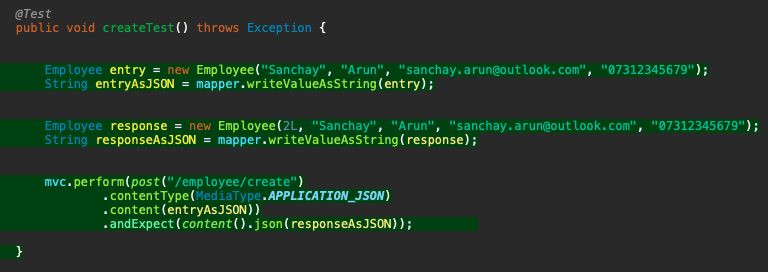 @Test
public void createTest() throws Exception {
Employee entry = new Employee("Sanchay", "Arun", "sanchay.arun@outlook.com", "07312345679");
String entryAsJSON = mapper.writeValueAsString(entry);
Employee response = new Employee(2L, "Sanchay", "Arun", "sanchay.arun@outlook.com", "07312345679");
String responseAsJSON = mapper.writeValueAsString(response);
mvc.perform(post("/employee/create")
.contentType(MediaType.APPLICATION_JSON)
.content(entryAsJSON))
.andExpect(content().json(responseAsJSON));
}